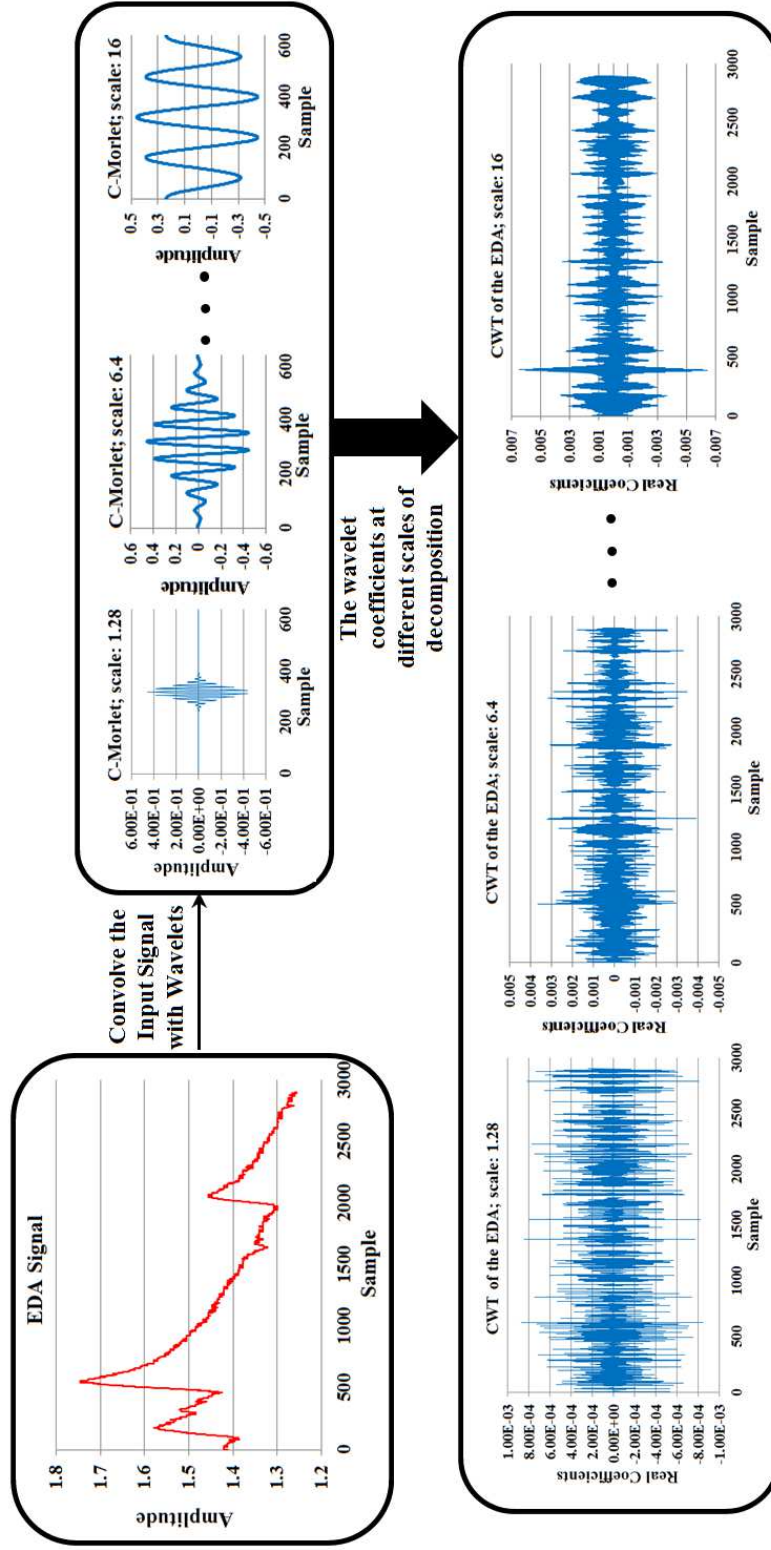 EDA Signal
1.8
1.7
1.6
1.5
1.4
1.3
1.2
Amplitude
0 500 1000 1500 2000 2500 3000
Sample
Convolve the
Input Signal
with Wavelets
C-Morlet; scale: 1.28
6.00E-01
4.00E-01
2.00E-01
0.00E+00
-2.00E-01
-4.00E-01
-6.00E-01
Amplitude
0 200 400 600
Sample
C-Morlet; scale: 6.4
0.6
0.4
0.2
0
-0.2
-0.4
-0.6
Amplitude
0 200 400 600
Sample
C-Morlet; scale: 16
0.5
0.3
0.1
-0.1
-0.3
-0.5
Amplitude
0 200 400 600
Sample
The wavelet
coefficients at
different scales of
decomposition
CWT of the EDA; scale: 1.28
1.00E-03
8.00E-04
6.00E-04
4.00E-04
2.00E-04
0.00E+00
-2.00E-04
-4.00E-04
-6.00E-04
-8.00E-04
-1.00E-03
Real Coefficients
0 500 1000 1500 2000 2500 3000
Sample
CWT of the EDA; scale: 6.4
0.005
0.004
0.003
0.002
0.001
0
-0.001
-0.002
-0.003
-0.004
-0.005
Real Coefficients
0 500 1000 1500 2000 2500 3000
Sample
CWT of the EDA; scale: 16
0.007
0.005
0.003
0.001
-0.001
-0.003
-0.005
-0.007
Real Coefficients
0 500 1000 1500 2000 2500 3000
Sample